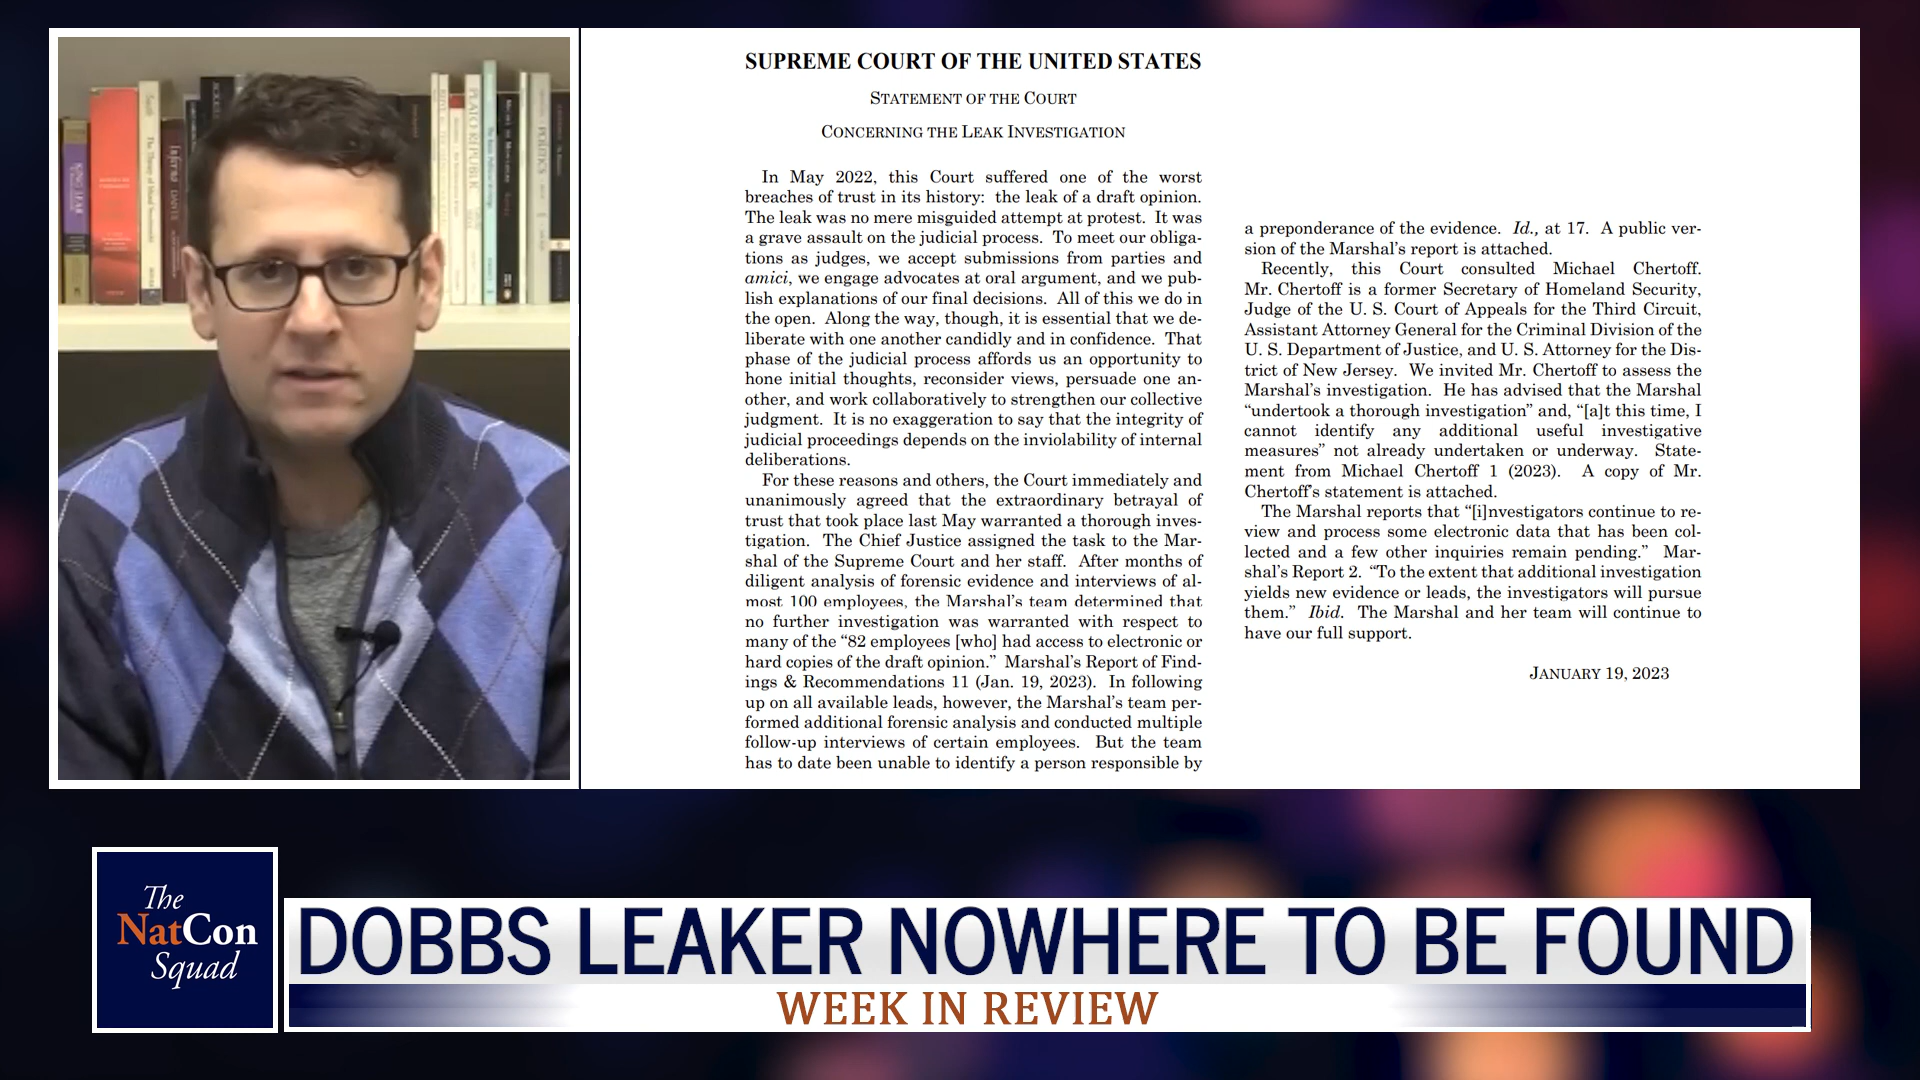 SUPREME COURT OF THE UNITED STATES
STATEMENT OF THE COURT
CONCERNING THE LEAK INVESTIGATION
In May 2022, this Court suffered one of the worst
breaches of trust in its history: the leak of a draft opinion.
The leak was no mere misguided attempt at protest. It was
a grave assault on the judicial process. To meet our obliga-
tions as judges, we accept submissions from parties and
amici, we engage advocates at oral argument, and we pub-
lish explanations of our final decisions. All of this we do in
the open. Along the way, though, it is essential that we de-
liberate with one another candidly and in confidence. That
phase of the judicial process affords us an opportunity to
hone initial thoughts, reconsider views, persuade one an-
other, and work collaboratively to strengthen our collective
judgment. It is no exaggeration to say that the integrity of
judicial proceedings depends on the inviolability of internal
deliberations.
For these reasons and others, the Court immediately and
unanimously agreed that the extraordinary betrayal of
trust that took place last May warranted a thorough inves-
tigation. The Chief Justice assigned the task to the Mar-
shal of the Supreme Court and her staff. After months of
diligent analysis of forensic evidence and interviews of al-
most 100 employees, the Marshal's team determined that
no further investigation was warranted with respect to
many of the “82 employees [who] had access to electronic or
hard copies of the draft opinion.” Marshal's Report of Find-
ings & Recommendations 11 (Jan. 19, 2023). In following
up on all available leads, however, the Marshal's team per-
formed additional forensic analysis and conducted multiple
follow-up interviews of certain employees. But the team
has to date been unable to identify a person responsible by
a preponderance of the evidence. Id., at 17. A public ver-
sion of the Marshal's report is attached.
Recently, this Court consulted Michael Chertoff.
Mr. Chertoff is a former Secretary of Homeland Security,
Judge of the U. S. Court of Appeals for the Third Circuit,
Assistant Attorney General for the Criminal Division of the
U. S. Department of Justice, and U. S. Attorney for the Dis-
trict of New Jersey. We invited Mr. Chertoff to assess the
Marshal's investigation. He has advised that the Marshal
“undertook a thorough investigation” and, “[a]t this time, I
cannot identify any additional useful investigative
measures” not already undertaken or underway. State-
ment from Michael Chertoff 1 (2023). A copy of Mr.
Chertoff's statement is attached.
The Marshal reports that “[i]nvestigators continue to re-
view and process some electronic data that has been col-
lected and a few other inquiries remain pending.” Mar-
shal's Report 2. “To the extent that additional investigation
yields new evidence or leads, the investigators will pursue
them.” Ibid. The Marshal and her team will continue to
have our full support.
JANUARY 19, 2023
KING LEAR
Inferno DANTE
PLATO REPUBLIC
POLITICS
The
NatCon
Squad
DOBBS LEAKER NOWHERE TO BE FOUND
WEEK IN REVIEW